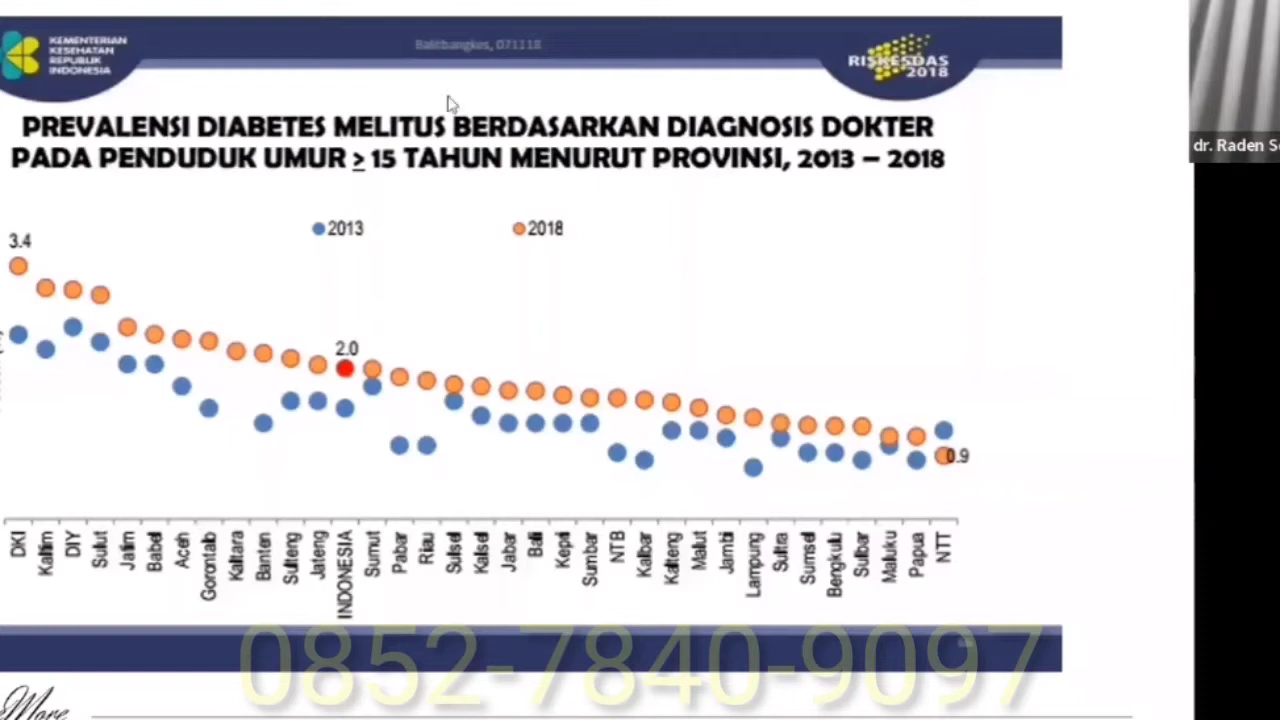 KEMENTERIAN
KESEHATAN
REPUBLIK
INDONESIA
Balitbangkes, 071118
RISKESDAS
2018
PREVALENSI DIABETES MELITUS BERDASARKAN DIAGNOSIS DOKTER
PADA PENDUDUK UMUR ≥ 15 TAHUN MENURUT PROVINSI, 2013 – 2018
dr. Raden
2013
2018
3.4
2.0
0.9
DKI
Kaltim
DIY
Sulut
Jatim
Babel
Aceh
Gorontalo
Kaltara
Banten
Sulteng
Jateng
INDONESIA
Sumut
Pabar
Riau
Sulsel
Kalsel
Jabar
Bali
Kepri
Sumbar
NTB
Kalbar
Kalteng
Malut
Jambi
Lampung
Sultra
Sumsel
Bengkulu
Sulbar
Maluku
Papua
NTT
0852-7840-9097
More